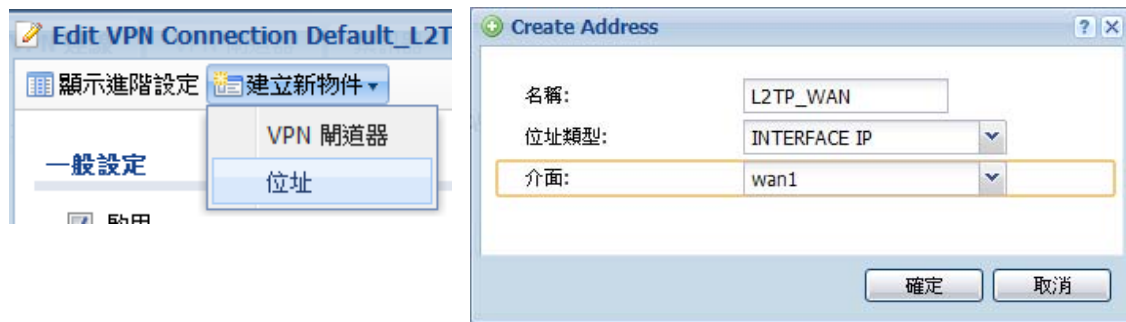 Edit VPN Connection Default_L2T
顯示進階設定 建立新物件
VPN 閘道器
位址
一般設定
啟用
Create Address
名稱: L2TP_WAN
位址類型: INTERFACE IP
介面: wan1
確定 取消